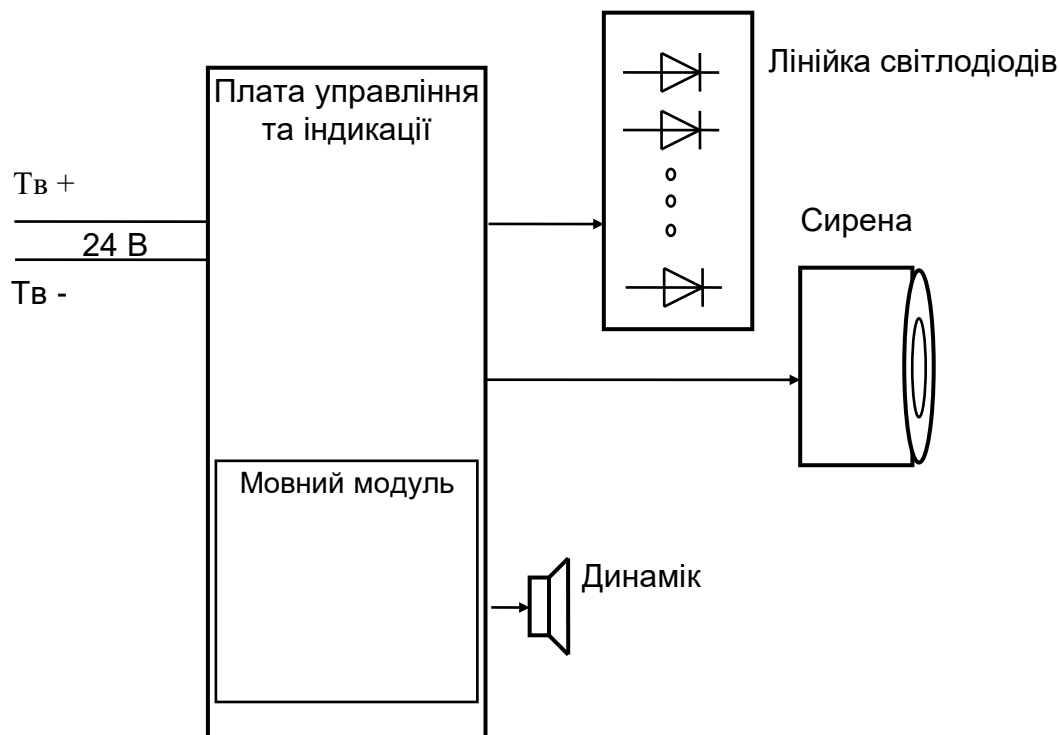 Лінійка світлодіодів
Плата управління
та індикації
Тв +
24 В
Тв -
Сирена
Мовний модуль
Динамік